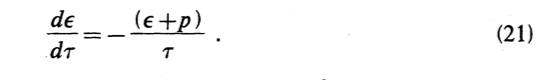 dϵ/dτ = − (ϵ+p)/τ . (21)